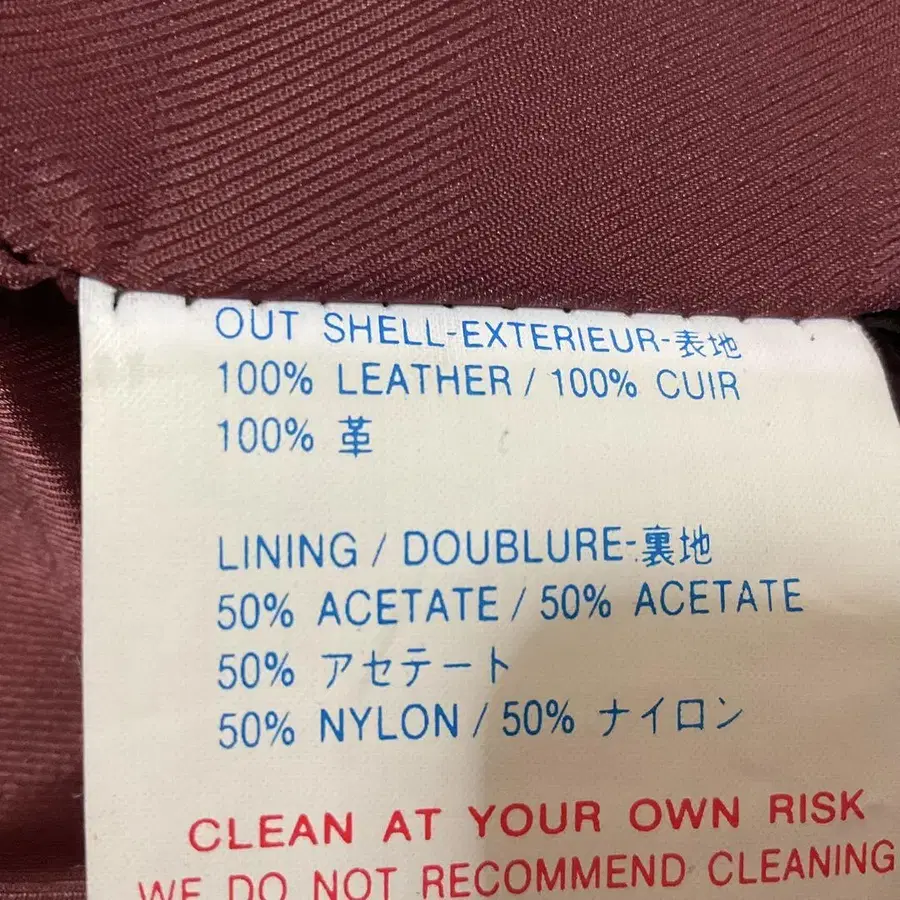 OUT SHELL-EXTERIEUR-表地
100% LEATHER / 100% CUIR
100% 革
LINING / DOUBLURE-裏地
50% ACETATE / 50% ACETATE
50% アセテート
50% NYLON / 50% ナイロン
CLEAN AT YOUR OWN RISK
WE DO NOT RECOMMEND CLEANING